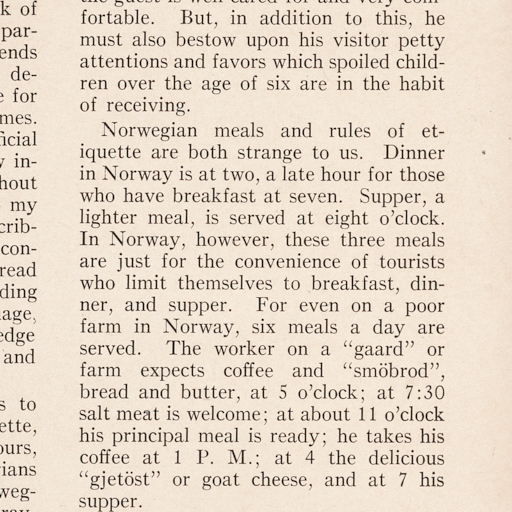 k of
par-
ends
de-
e for
mes.
ficial
in-
hout
my
crib-
con-
read
ding
age,
edge
and
s to
ette,
ours,
ians
weg-
the guest is well cared for and very com-
fortable. But, in addition to this, he
must also bestow upon his visitor petty
attentions and favors which spoiled child-
ren over the age of six are in the habit
of receiving.
Norwegian meals and rules of et-
iquette are both strange to us. Dinner
in Norway is at two, a late hour for those
who have breakfast at seven. Supper, a
lighter meal, is served at eight o'clock.
In Norway, however, these three meals
are just for the convenience of tourists
who limit themselves to breakfast, din-
ner, and supper. For even on a poor
farm in Norway, six meals a day are
served. The worker on a “gaard” or
farm expects coffee and “smöbrod”,
bread and butter, at 5 o'clock; at 7:30
salt meat is welcome; at about 11 o'clock
his principal meal is ready; he takes his
coffee at 1 P. M.; at 4 the delicious
“gjetöst” or goat cheese, and at 7 his
supper.